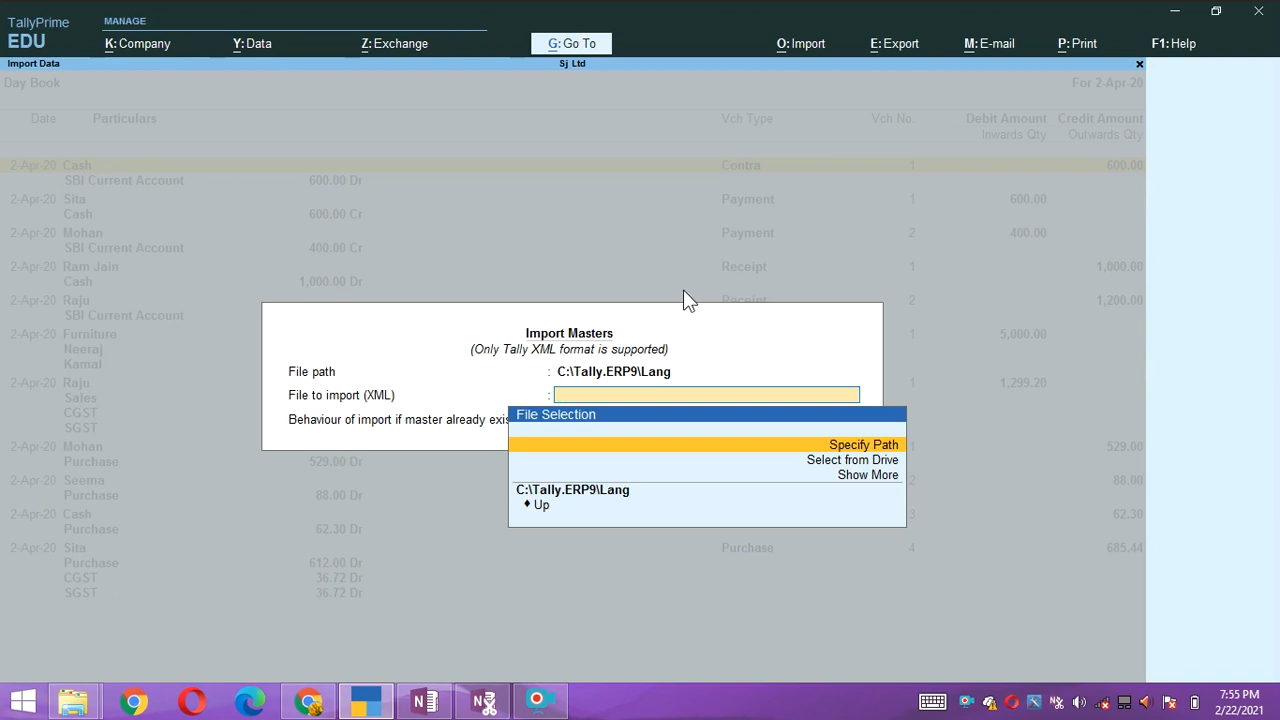 TallyPrime
EDU
MANAGE
K: Company
Y: Data
Z: Exchange
G: Go To
O: Import
E: Export
M: E-mail
P: Print
F1: Help
Import Data
Sj Ltd
Day Book
For 2-Apr-20
Date Particulars Vch Type Vch No. Debit Amount Credit Amount
Inwards Qty Outwards Qty
2-Apr-20 Cash Contra 1 600.00
SBI Current Account 600.00 Dr
2-Apr-20 Sita Payment 1 600.00
Cash 600.00 Cr
2-Apr-20 Mohan Payment 2 400.00
SBI Current Account 400.00 Cr
2-Apr-20 Ram Jain Receipt 1 1,000.00
Cash 1,000.00 Dr
2-Apr-20 Raju Receipt 2 1,200.00
SBI Current Account
2-Apr-20 Furniture 1 5,000.00
Neeraj
Kamal
2-Apr-20 Raju 1 1,299.20
Sales
CGST
SGST
2-Apr-20 Mohan 1 529.00
Purchase 529.00 Dr
2-Apr-20 Seema 2 88.00
Purchase 88.00 Dr
2-Apr-20 Cash 3 62.30
Purchase 62.30 Dr
2-Apr-20 Sita Purchase 4 685.44
Purchase 612.00 Dr
CGST 36.72 Dr
SGST 36.72 Dr
Import Masters
(Only Tally XML format is supported)
File path : C:\Tally.ERP9\Lang
File to import (XML) :
Behaviour of import if master already exis
File Selection
Specify Path
Select from Drive
Show More
C:\Tally.ERP9\Lang
♦ Up
7:55 PM
2/22/2021